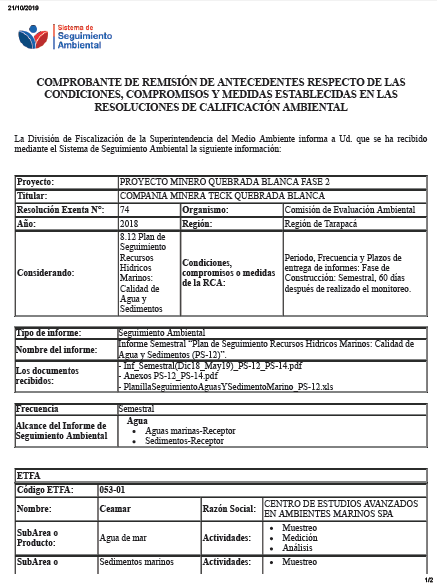 21/10/2019
Sistema de
Seguimiento
Ambiental
COMPROBANTE DE REMISIÓN DE ANTECEDENTES RESPECTO DE LAS
CONDICIONES, COMPROMISOS Y MEDIDAS ESTABLECIDAS EN LAS
RESOLUCIONES DE CALIFICACIÓN AMBIENTAL
La División de Fiscalización de la Superintendencia del Medio Ambiente informa a Ud. que se ha recibido
mediante el Sistema de Seguimiento Ambiental la siguiente información:
Proyecto: PROYECTO MINERO QUEBRADA BLANCA FASE 2
Titular: COMPANIA MINERA TECK QUEBRADA BLANCA
Resolución Exenta N°: 74 Organismo: Comisión de Evaluación Ambiental
Año: 2018 Región: Región de Tarapacá
Considerando:
8.12 Plan de
Seguimiento
Recursos
Hídricos
Marinos:
Calidad de
Agua y
Sedimentos
Condiciones,
compromisos o medidas
de la RCA:
Periodo, Frecuencia y Plazos de
entrega de informes: Fase de
Construcción: Semestral, 60 días
después de realizado el monitoreo.
Tipo de informe: Seguimiento Ambiental
Nombre del informe: Informe Semestral "Plan de Seguimiento Recursos Hídricos Marinos: Calidad de
Agua y Sedimentos (PS-12)".
Los documentos
recibidos:
- Inf_Semestral(Dic18_May19)_PS-12_PS-14.pdf
- Anexos PS-12_PS-14.pdf
- PlanillaSeguimientoAguasYSedimentoMarino_PS-12.xls
Frecuencia Semestral
Alcance del Informe de
Seguimiento Ambiental
Agua
• Aguas marinas-Receptor
• Sedimentos-Receptor
ETFA
Código ETFA: 053-01
Nombre: Ceamar Razón Social: CENTRO DE ESTUDIOS AVANZADOS
EN AMBIENTES MARINOS SPA
SubArea o
Producto:
Agua de mar Actividades:
• Muestreo
• Medición
• Análisis
SubArea o Sedimentos marinos Actividades: • Muestreo
1/2